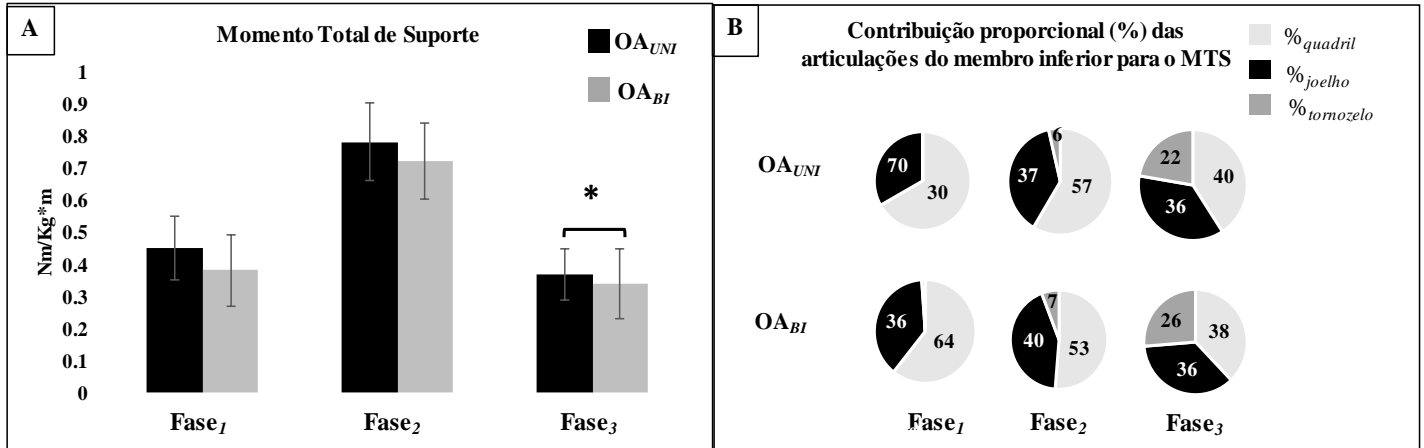 A
Momento Total de Suporte
OAUNI
OABI
Nm/Kg*m
1
0.9
0.8
0.7
0.6
0.5
0.4
0.3
0.2
0.1
0
*
Fase1
Fase2
Fase3
B
Contribuição proporcional (%) das
articulações do membro inferior para o MTS
%quadril
%joelho
%tornozelo
OAUNI
70
30
6
37
57
22
40
36
OABI
36
64
7
40
53
26
38
36
Fase1
Fase2
Fase3